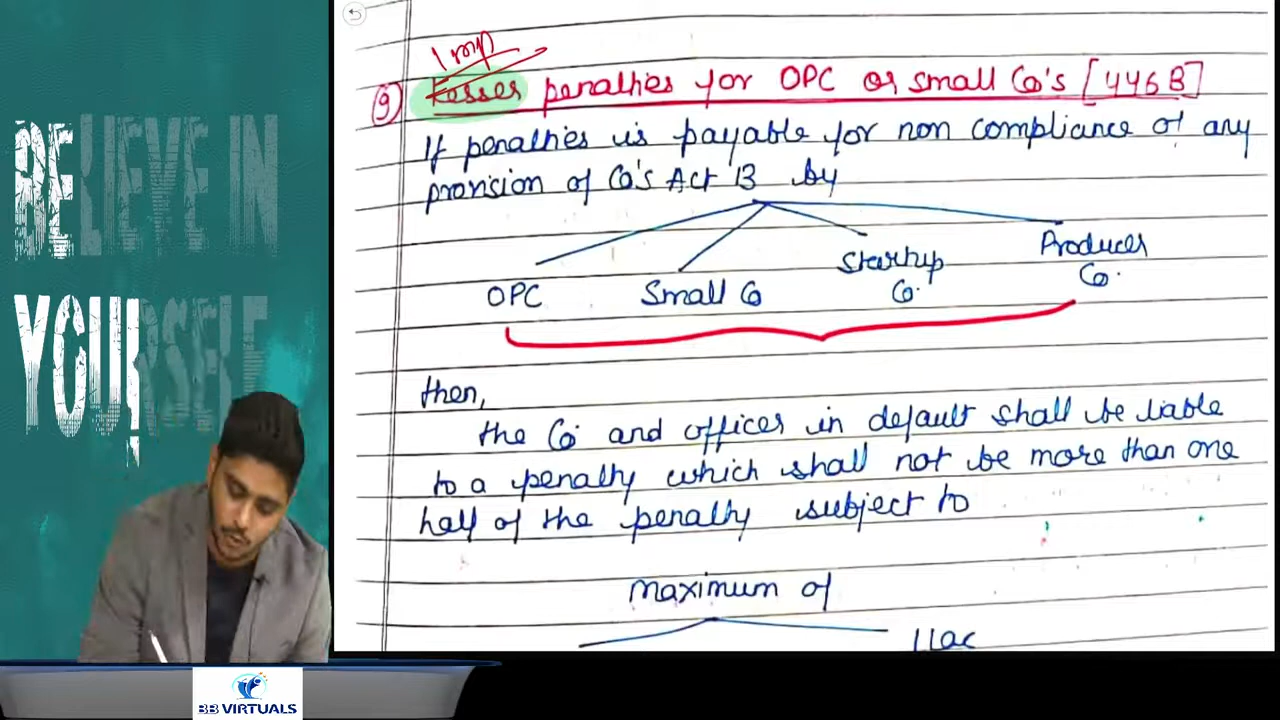 BELIEVE IN
YOURSELF
Imp
9) Lesser penalties for OPC or small Co's [446B]
If penalties is payable for non compliance of any
provision of Co's Act 13 by
OPC Small Co Startup Co. Producer Co.
then,
the Co and officer in default shall be liable
to a penalty which shall not be more than one
half of the penalty subject to
maximum of
1 lac
BB VIRTUALS